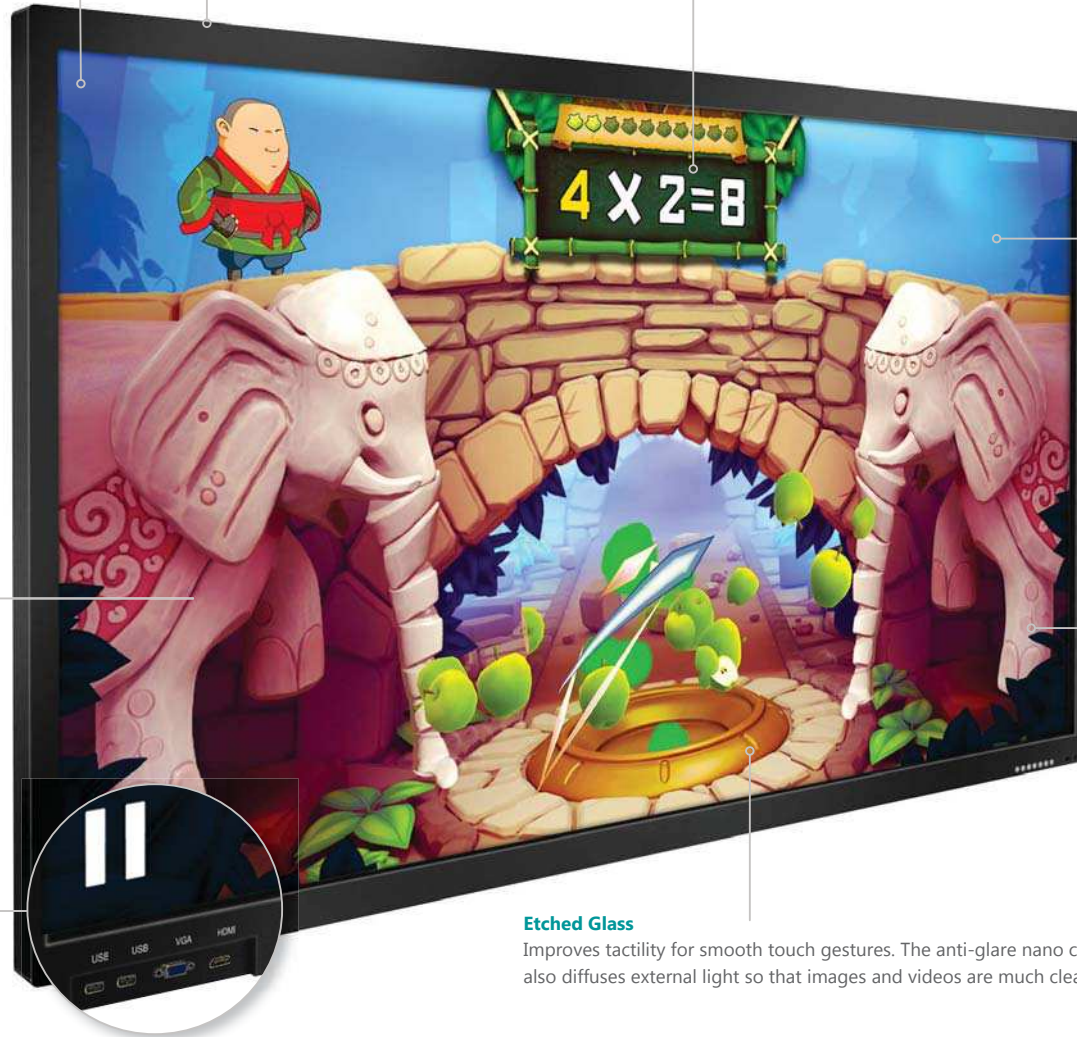 4 X 2=8
USB USB VGA HDMI
Etched Glass
Improves tactility for smooth touch gestures. The anti-glare nano
also diffuses external light so that images and videos are much